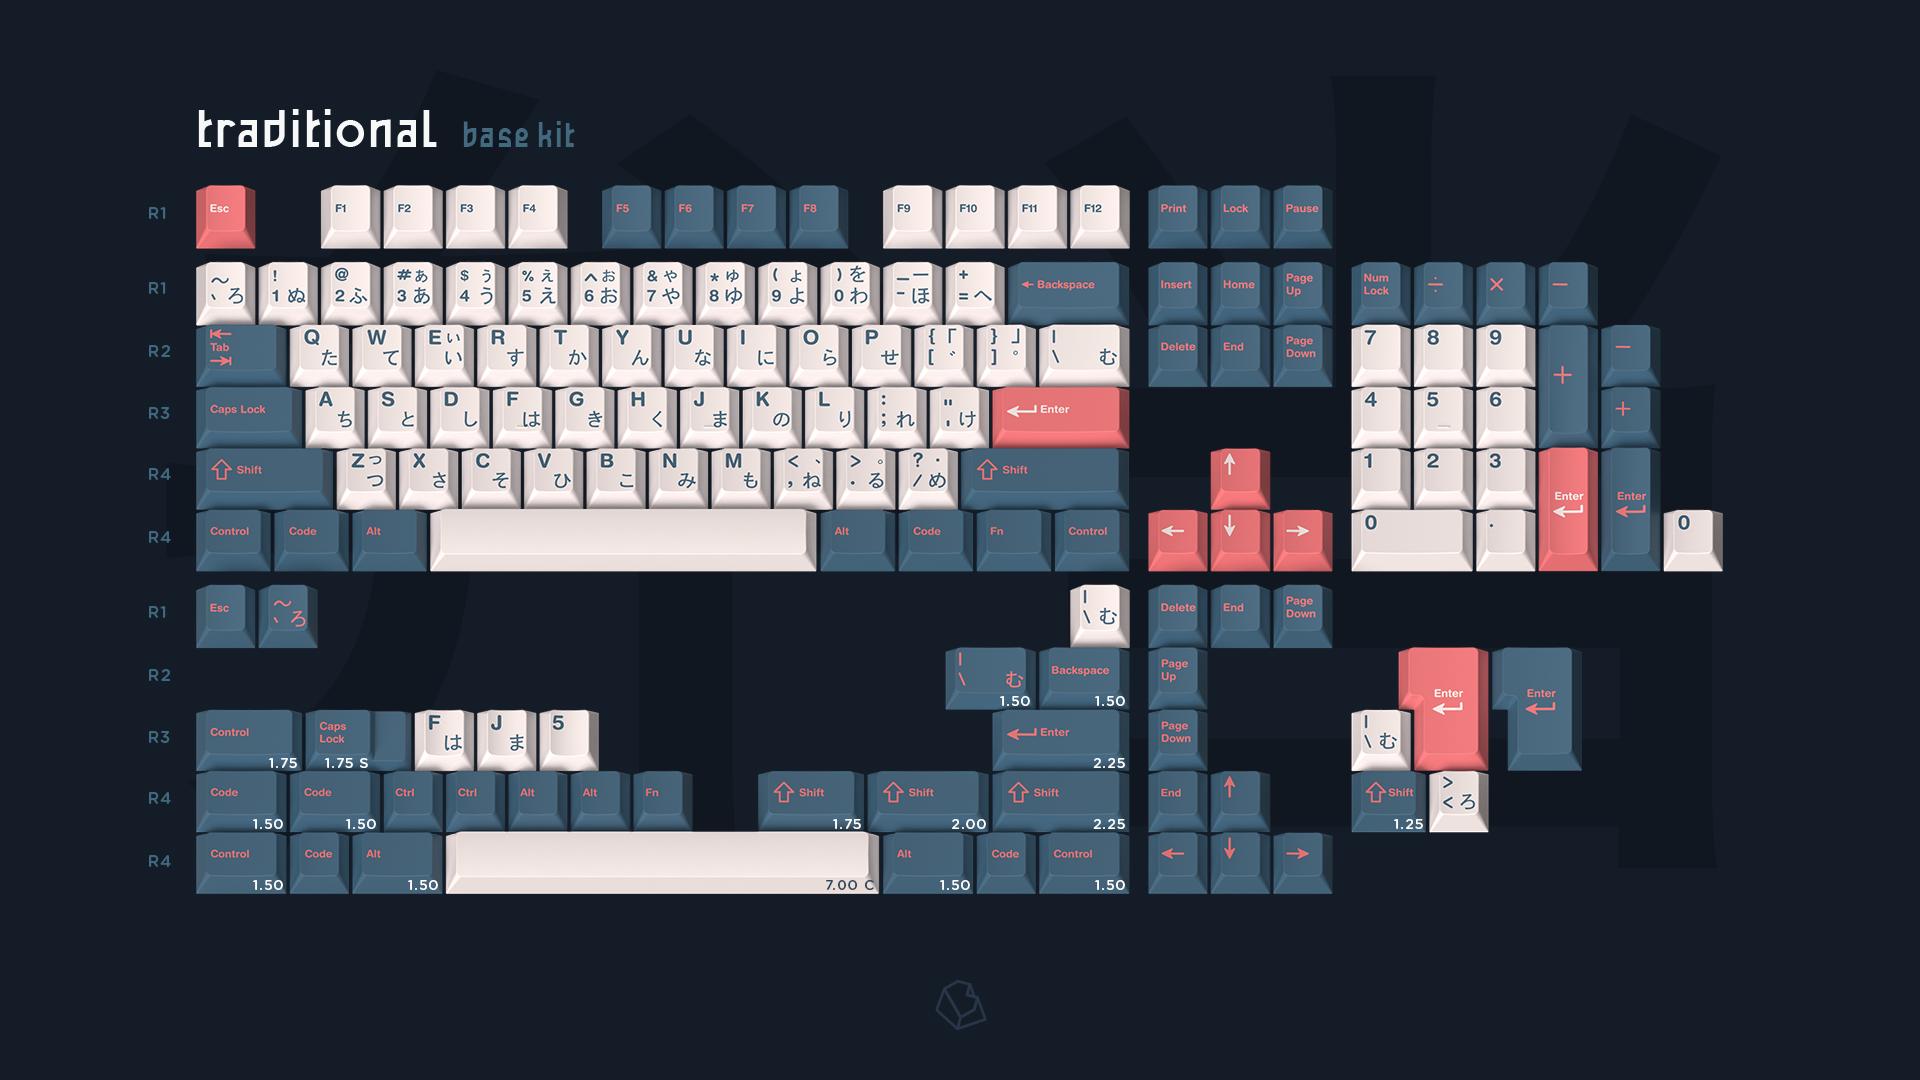 traditional base kit
R1 Esc F1 F2 F3 F4 F5 F6 F7 F8 F9 F10 F11 F12 Print Lock Pause
R1 ~ 、 ろ ! 1 ぬ @ 2 ふ # ぁ 3 あ $ ぅ 4 う % ぇ 5 え ^ ぉ 6 お & ゃ 7 や * ゅ 8 ゆ ( ょ 9 よ ) を 0 わ _ ー - ほ + = へ ← Backspace Insert Home Page Up Num Lock ÷ × −
R2 Tab Q た W て E ぃ い R す T か Y ん U な I に O ら P せ { 「 [ ゛ } 」 ] ゜ | \ む Delete End Page Down 7 8 9 + −
R3 Caps Lock A ち S と D し F は G き H く J ま K の L り : ; れ " ' け ← Enter 4 5 6 +
R4 ⇧ Shift Z っ つ X さ C そ V ひ B こ N み M も < 、 , ね > 。 . る ? ・ / め ⇧ Shift ↑ 1 2 3 Enter Enter
R4 Control Code Alt Alt Code Fn Control ← ↓ → 0 . 0
R1 Esc ~ 、 ろ | \ む Delete End Page Down
R2 | \ む 1.50 Backspace 1.50 Page Up Enter Enter
R3 Control 1.75 Caps Lock 1.75 S F は J ま 5 ← Enter 2.25 Page Down | \ む
R4 Code 1.50 Code 1.50 Ctrl Ctrl Alt Alt Fn ⇧ Shift 1.75 ⇧ Shift 2.00 ⇧ Shift 2.25 End ↑ ⇧ Shift 1.25 > < ろ
R4 Control 1.50 Code Alt 1.50 7.00 C Alt 1.50 Code Control 1.50 ← ↓ →